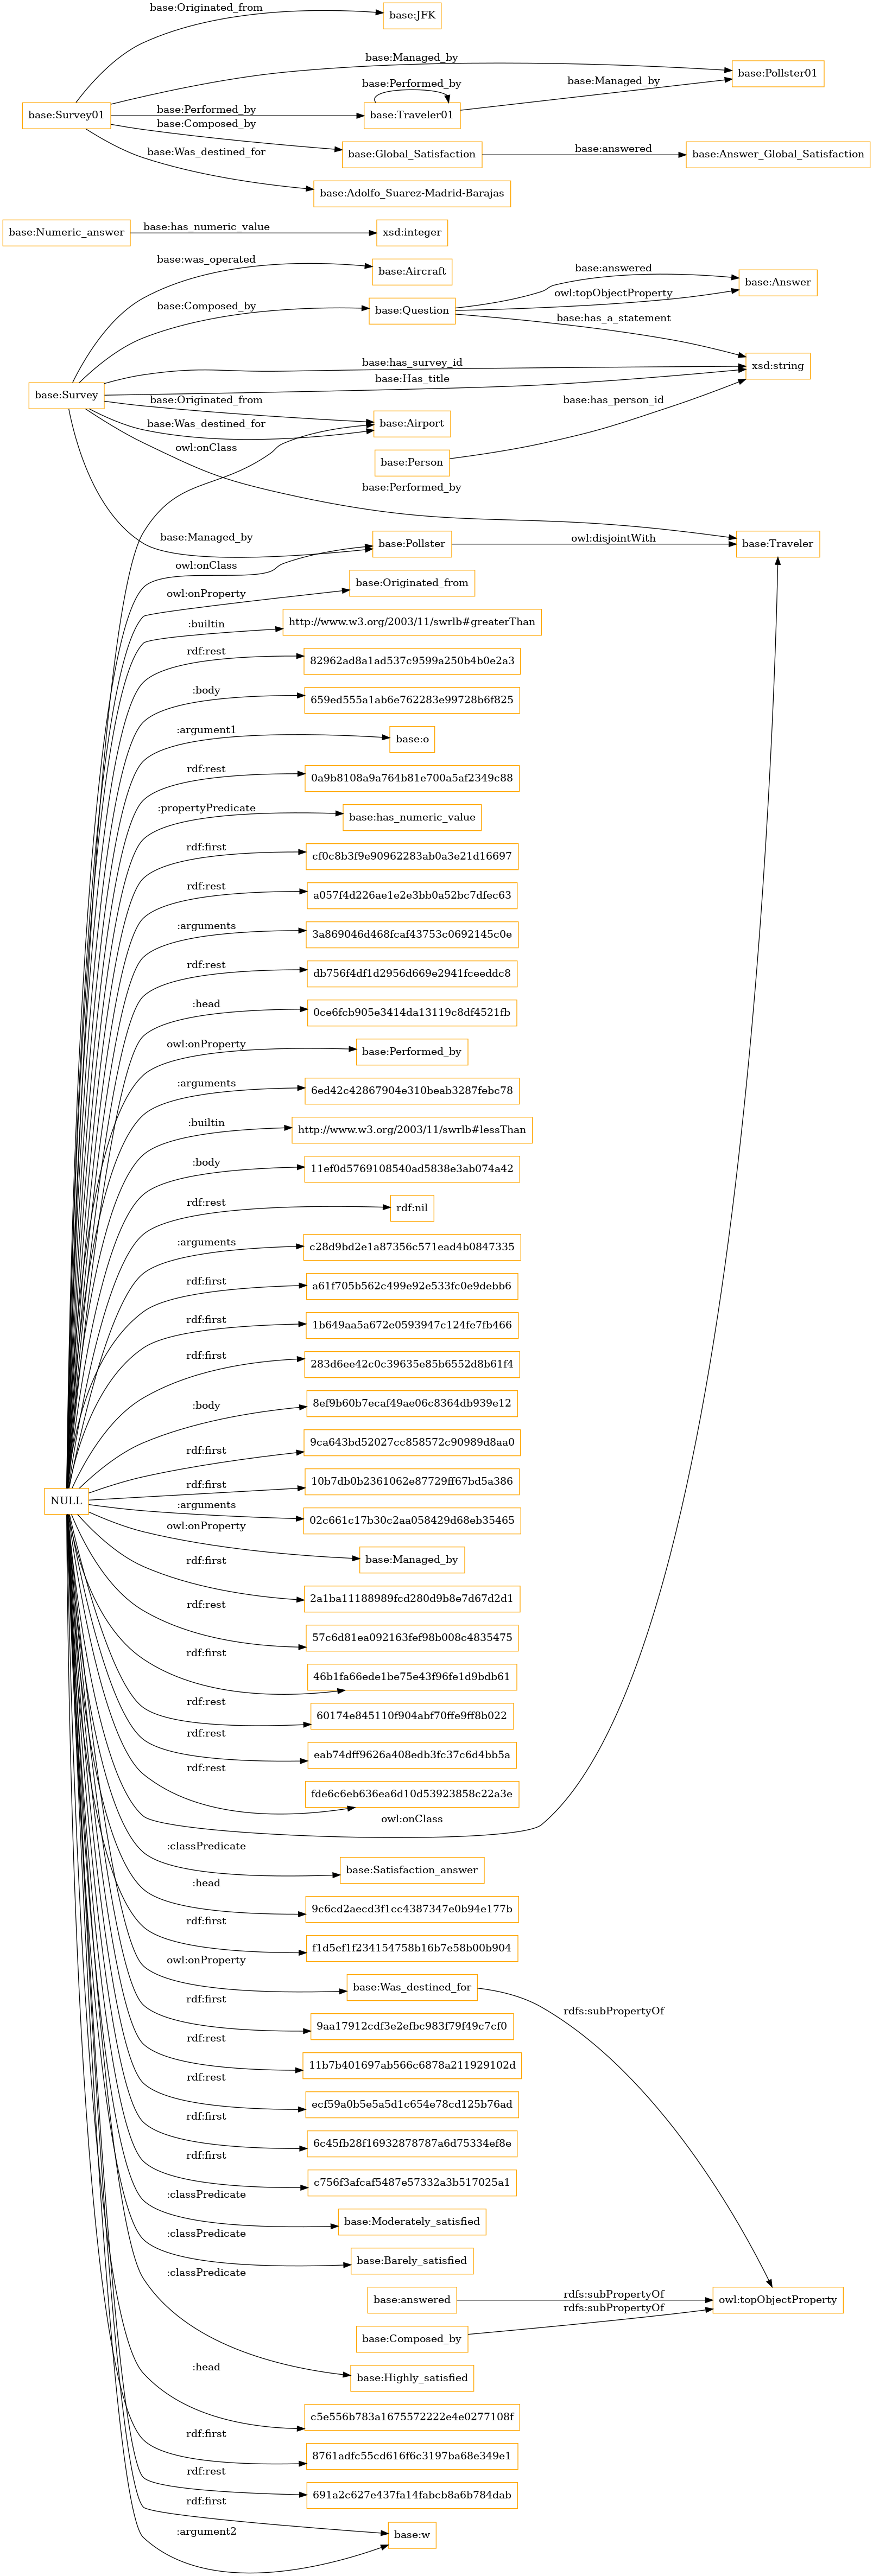 base:Originated_from
base:JFK
base:Managed_by
base:Performed_by
base:Managed_by
base:Pollster01
base:Survey01
base:Performed_by
base:Traveler01
base:Composed_by
base:Global_Satisfaction
base:answered
base:Answer_Global_Satisfaction
base:Was_destined_for
base:Adolfo_Suarez-Madrid-Barajas
base:Numeric_answer
base:has_numeric_value
xsd:integer
base:was_operated
base:Aircraft
base:answered
base:Answer
base:Composed_by
base:Question
owl:topObjectProperty
base:has_a_statement
base:has_survey_id
xsd:string
base:Has_title
base:Survey
base:Originated_from
base:has_person_id
base:Was_destined_for
base:Airport
owl:onClass
base:Person
base:Performed_by
base:Managed_by
base:Pollster
owl:disjointWith
base:Traveler
owl:onClass
owl:onProperty
base:Originated_from
:builtin
http://www.w3.org/2003/11/swrlb#greaterThan
rdf:rest
82962ad8a1ad537c9599a250b4b0e2a3
:body
659ed555a1ab6e762283e99728b6f825
:argument1
base:o
rdf:rest
0a9b8108a9a764b81e700a5af2349c88
:propertyPredicate
base:has_numeric_value
rdf:first
cf0c8b3f9e90962283ab0a3e21d16697
rdf:rest
a057f4d226ae1e2e3bb0a52bc7dfec63
:arguments
3a869046d468fcaf43753c0692145c0e
rdf:rest
db756f4df1d2956d669e2941fceeddc8
:head
0ce6fcb905e3414da13119c8df4521fb
owl:onProperty
base:Performed_by
:arguments
6ed42c42867904e310beab3287febc78
:builtin
http://www.w3.org/2003/11/swrlb#lessThan
:body
11ef0d5769108540ad5838e3ab074a42
rdf:rest
rdf:nil
:arguments
c28d9bd2e1a87356c571ead4b0847335
rdf:first
a61f705b562c499e92e533fc0e9debb6
rdf:first
1b649aa5a672e0593947c124fe7fb466
rdf:first
283d6ee42c0c39635e85b6552d8b61f4
:body
8ef9b60b7ecaf49ae06c8364db939e12
rdf:first
9ca643bd52027cc858572c90989d8aa0
NULL
rdf:first
10b7db0b2361062e87729ff67bd5a386
:arguments
02c661c17b30c2aa058429d68eb35465
owl:onProperty
base:Managed_by
rdf:first
2a1ba11188989fcd280d9b8e7d67d2d1
rdf:rest
57c6d81ea092163fef98b008c4835475
rdf:first
46b1fa66ede1be75e43f96fe1d9bdb61
rdf:rest
60174e845110f904abf70ffe9ff8b022
rdf:rest
eab74dff9626a408edb3fc37c6d4bb5a
rdf:rest
fde6c6eb636ea6d10d53923858c22a3e
owl:onClass
:classPredicate
base:Satisfaction_answer
:head
9c6cd2aecd3f1cc4387347e0b94e177b
rdf:first
f1d5ef1f234154758b16b7e58b00b904
owl:onProperty
base:Was_destined_for
rdfs:subPropertyOf
rdf:first
9aa17912cdf3e2efbc983f79f49c7cf0
rdf:rest
11b7b401697ab566c6878a211929102d
rdf:rest
ecf59a0b5e5a5d1c654e78cd125b76ad
rdf:first
6c45fb28f16932878787a6d75334ef8e
rdf:first
c756f3afcaf5487e57332a3b517025a1
:classPredicate
base:Moderately_satisfied
:classPredicate
base:Barely_satisfied
:classPredicate
base:answered
rdfs:subPropertyOf
owl:topObjectProperty
rdfs:subPropertyOf
base:Composed_by
base:Highly_satisfied
:head
c5e556b783a1675572222e4e0277108f
rdf:first
8761adfc55cd616f6c3197ba68e349e1
rdf:rest
691a2c627e437fa14fabcb8a6b784dab
rdf:first
base:w
:argument2